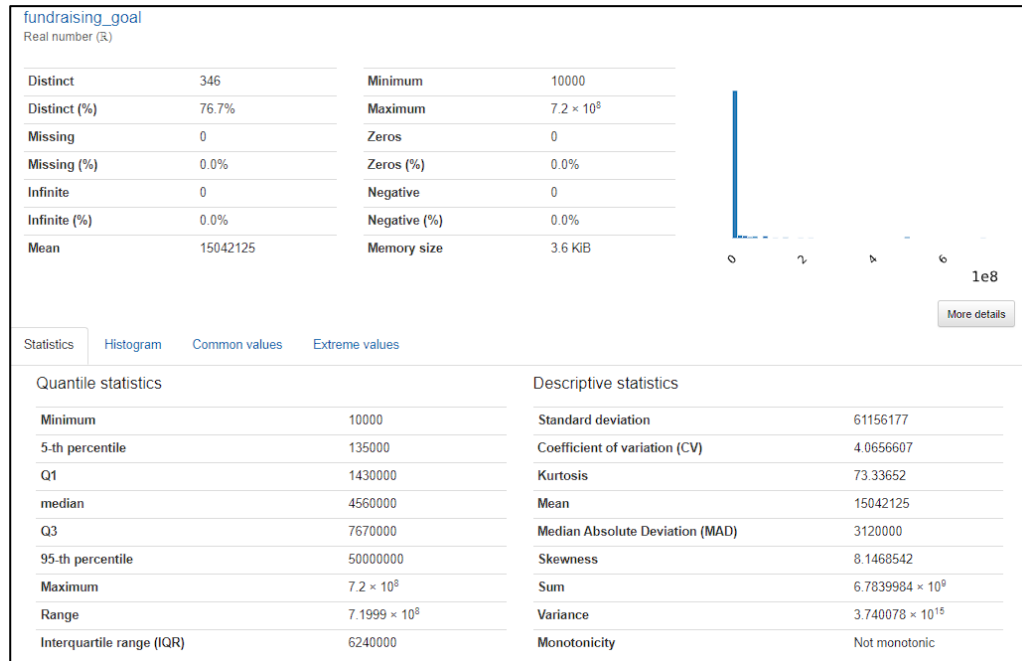 fundraising_goal
Real number (ℝ)
Distinct 346 Minimum 10000
Distinct (%) 76.7% Maximum 7.2 × 10⁸
Missing 0 Zeros 0
Missing (%) 0.0% Zeros (%) 0.0%
Infinite 0 Negative 0
Infinite (%) 0.0% Negative (%) 0.0%
Mean 15042125 Memory size 3.6 KiB
0 2 4 6
1e8
More details
Statistics Histogram Common values Extreme values
Quantile statistics Descriptive statistics
Minimum 10000 Standard deviation 61156177
5-th percentile 135000 Coefficient of variation (CV) 4.0656607
Q1 1430000 Kurtosis 73.33652
median 4560000 Mean 15042125
Q3 7670000 Median Absolute Deviation (MAD) 3120000
95-th percentile 50000000 Skewness 8.1468542
Maximum 7.2 × 10⁸ Sum 6.7839984 × 10⁹
Range 7.1999 × 10⁸ Variance 3.740078 × 10¹⁵
Interquartile range (IQR) 6240000 Monotonicity Not monotonic